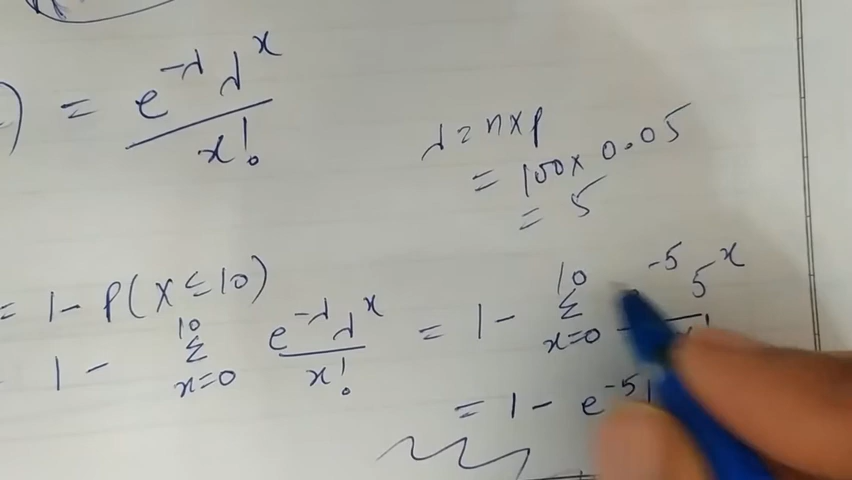 ) = e^{-λ} λ^x / x!
λ = n×p
= 100 × 0.05
= 5
= 1 - P(X ≤ 10)
1 - Σ_{x=0}^{10} e^{-λ} λ^x / x! = 1 - Σ_{x=0}^{10} ^{-5} 5^x / !
= 1 - e^{-5}